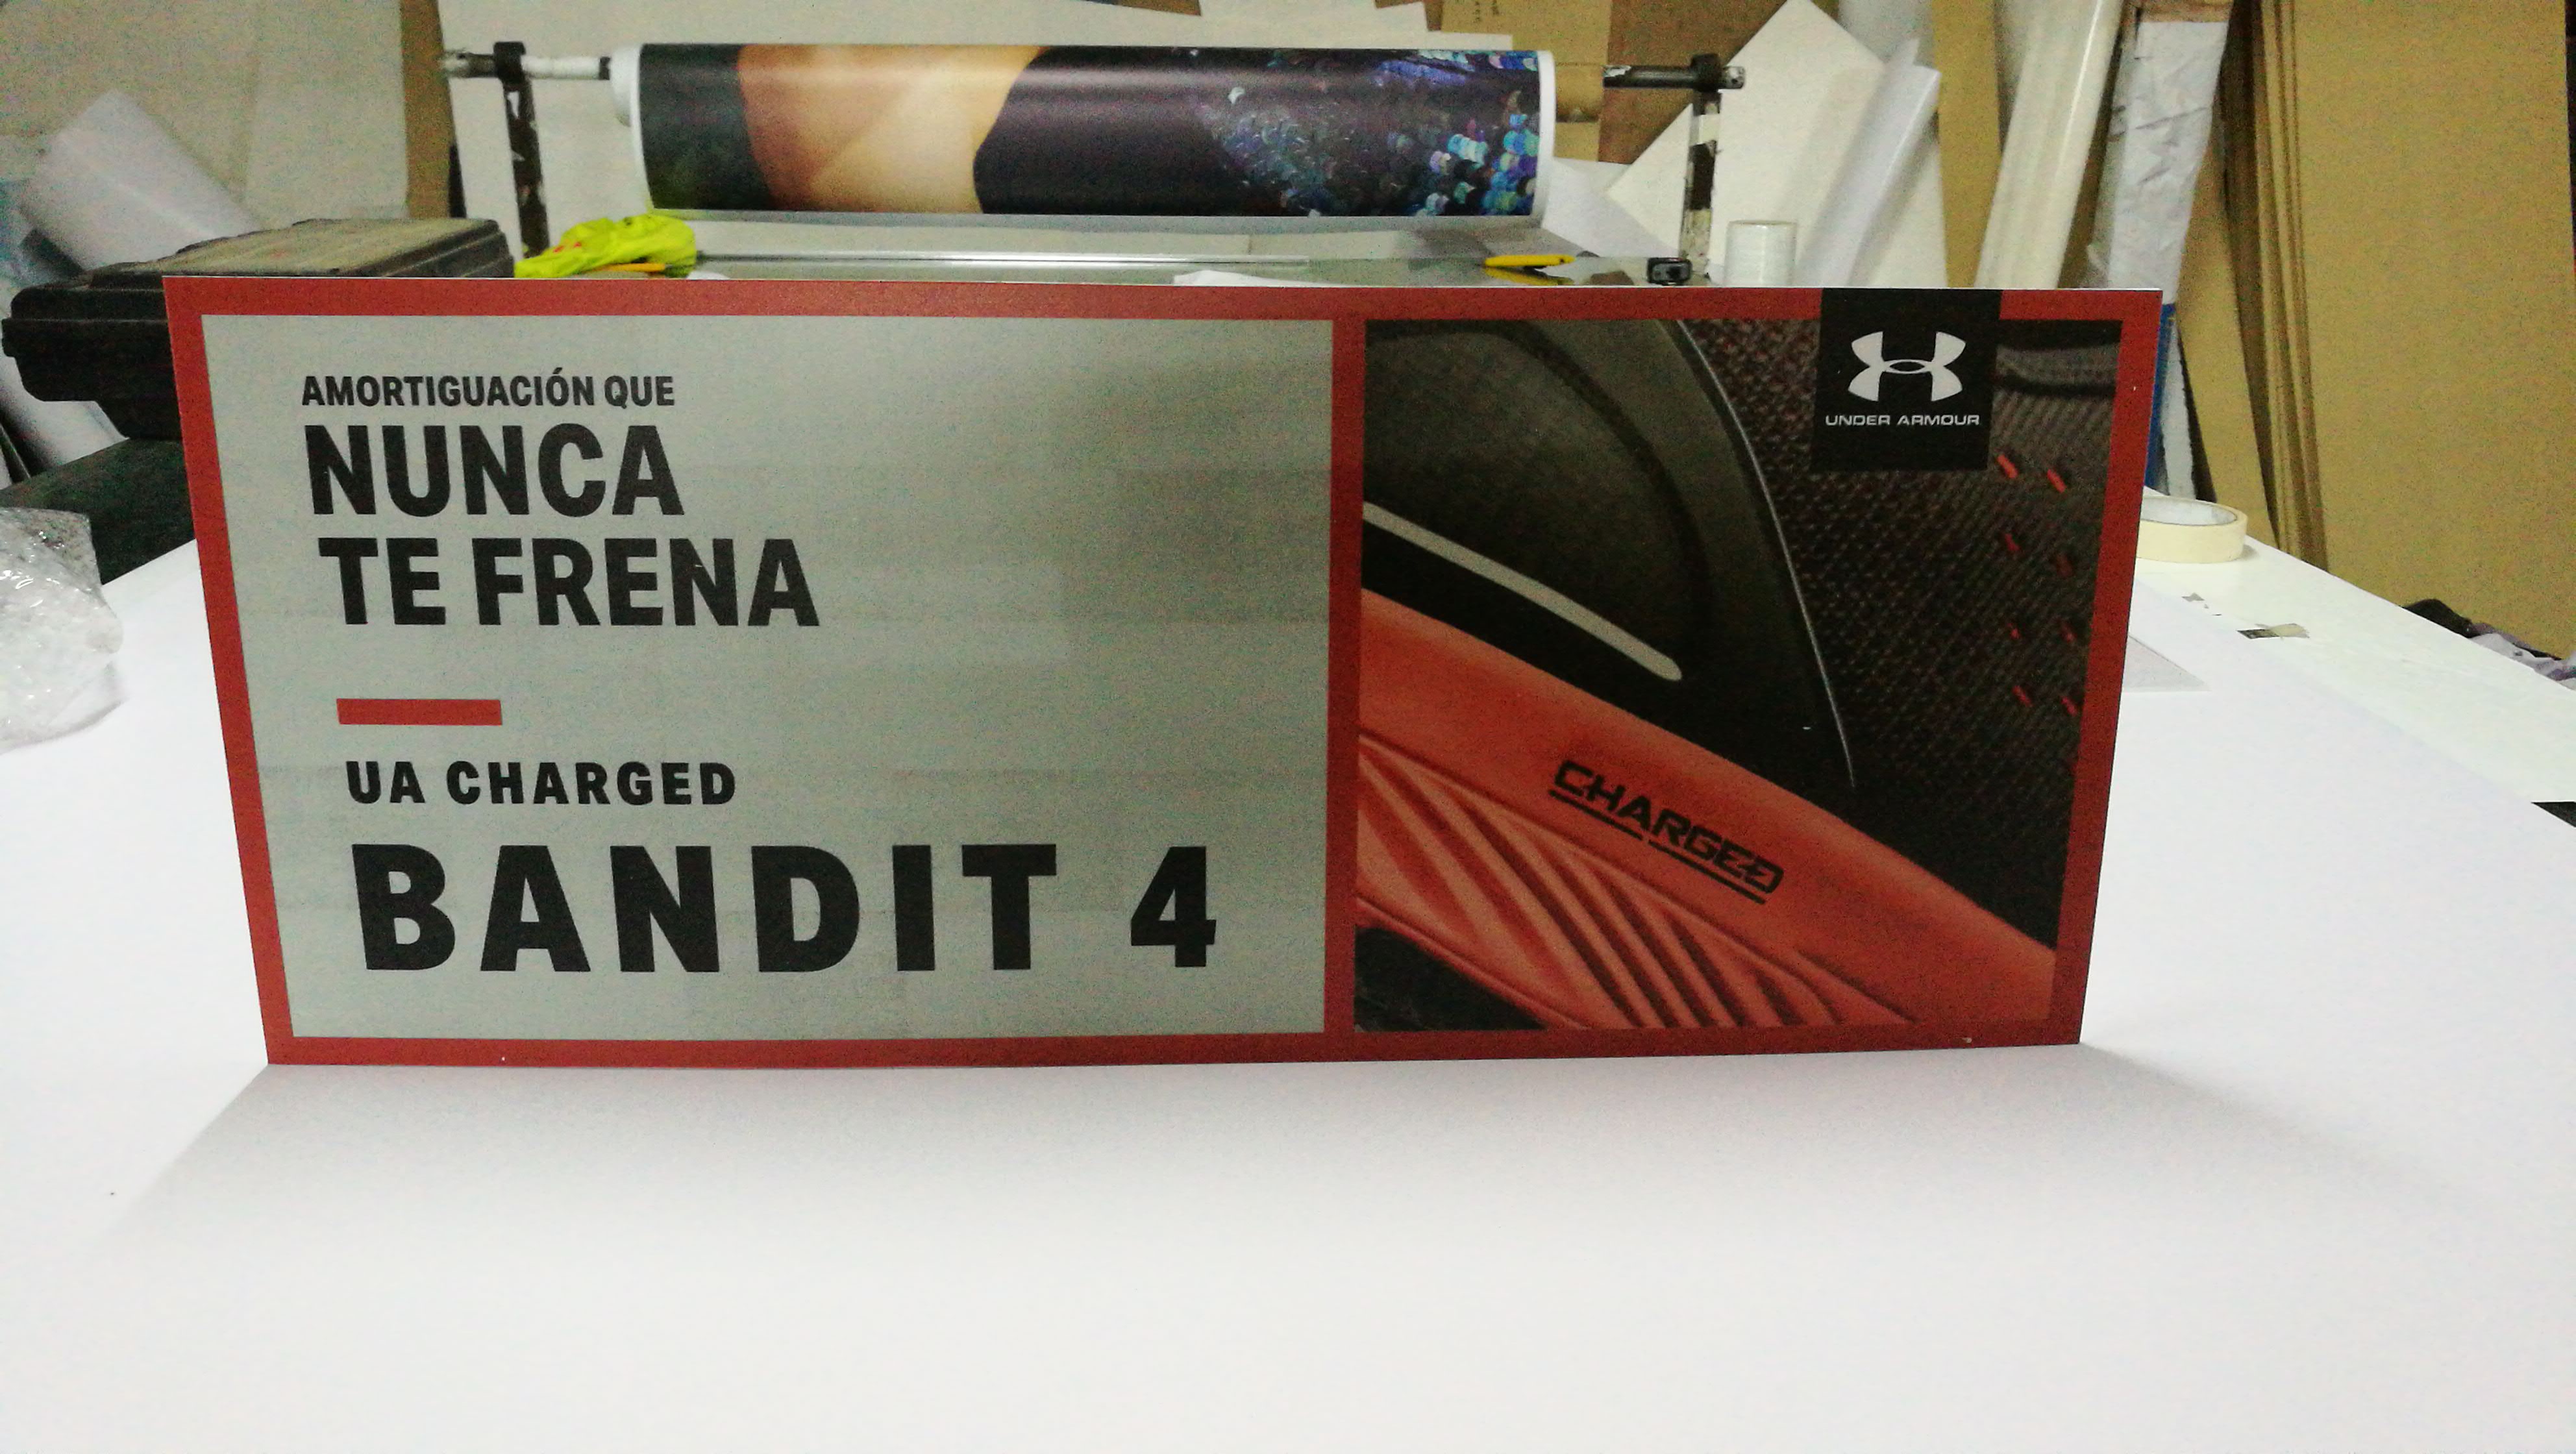 AMORTIGUACIÓN QUE
NUNCA
TE FRENA
UA CHARGED
BANDIT 4
UNDER ARMOUR
CHARGED